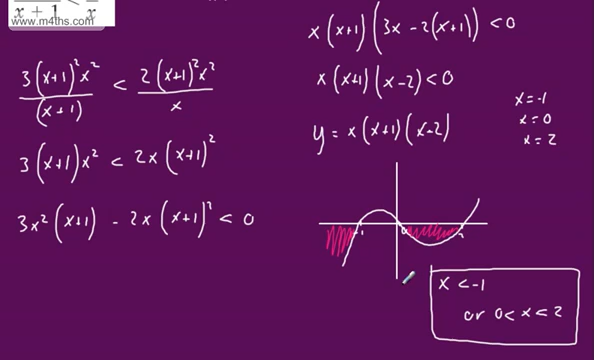 x + 1 < x
www.m4ths.com
3(x+1)²x² / (x+1) < 2(x+1)²x² / x
3(x+1)x² < 2x(x+1)²
3x²(x+1) - 2x(x+1)² < 0
x(x+1)(3x - 2(x+1)) < 0
x(x+1)(x-2) < 0
y = x(x+1)(x-2)
x=-1
x=0
x=2
-1 0 2
x < -1
or 0 < x < 2